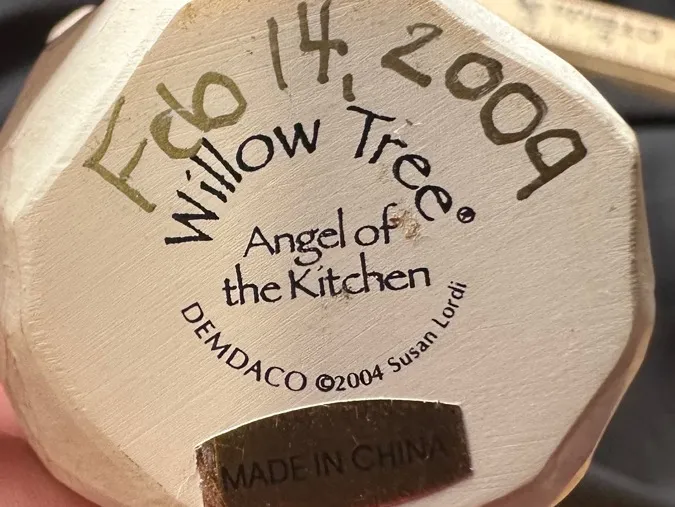 Feb 14, 2009
Willow Tree®
Angel of
the Kitchen
DEMDACO ©2004 Susan Lordi
MADE IN CHINA